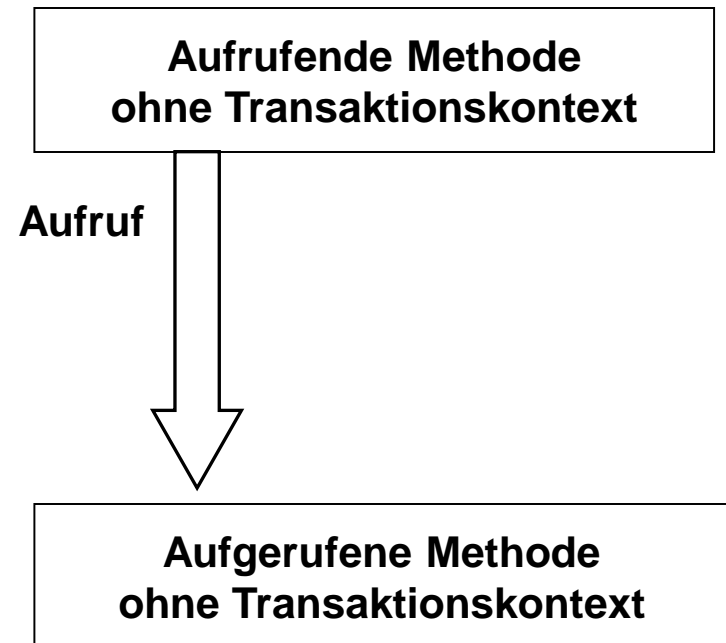 Aufrufende Methode
ohne Transaktionskontext
Aufruf
Aufgerufene Methode
ohne Transaktionskontext